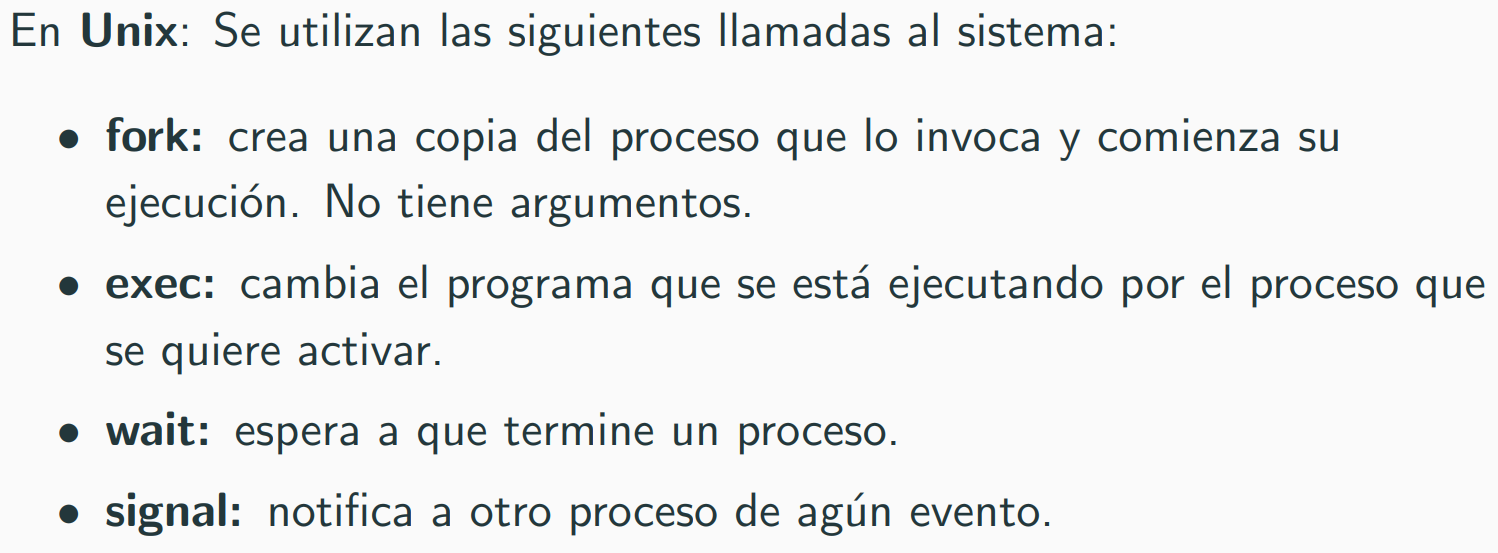 En Unix: Se utilizan las siguientes llamadas al sistema:
• fork: crea una copia del proceso que lo invoca y comienza su
ejecución. No tiene argumentos.
• exec: cambia el programa que se está ejecutando por el proceso que
se quiere activar.
• wait: espera a que termine un proceso.
• signal: notifica a otro proceso de agún evento.